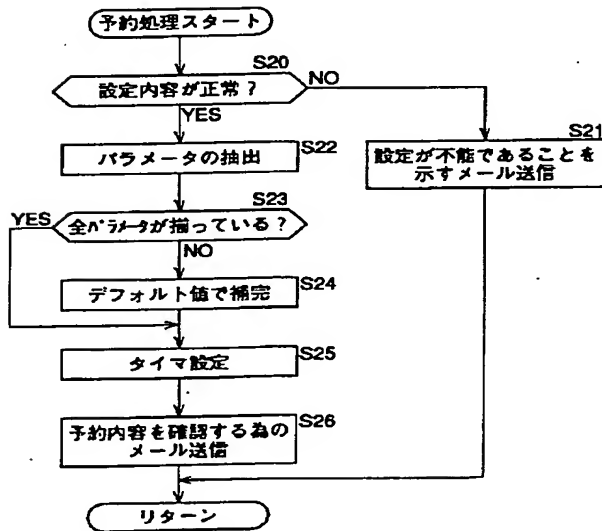 予約処理スタート
S20
設定内容が正常?
NO
YES
S21
設定が不能であることを
示すメール送信
S22
パラメータの抽出
S23
YES
全パラメータが揃っている?
NO
S24
デフォルト値で補完
S25
タイマ設定
S26
予約内容を確認する為の
メール送信
リターン